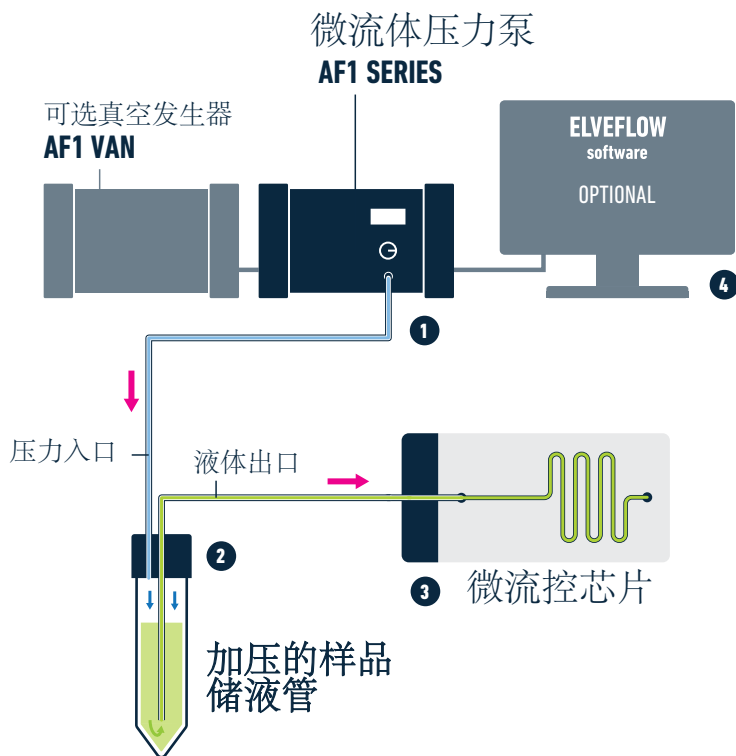 微流体压力泵
AF1 SERIES
可选真空发生器
AF1 VAN
ELVEFLOW
software
OPTIONAL
4
1
压力入口
液体出口
2
3
微流控芯片
加压的样品
储液管